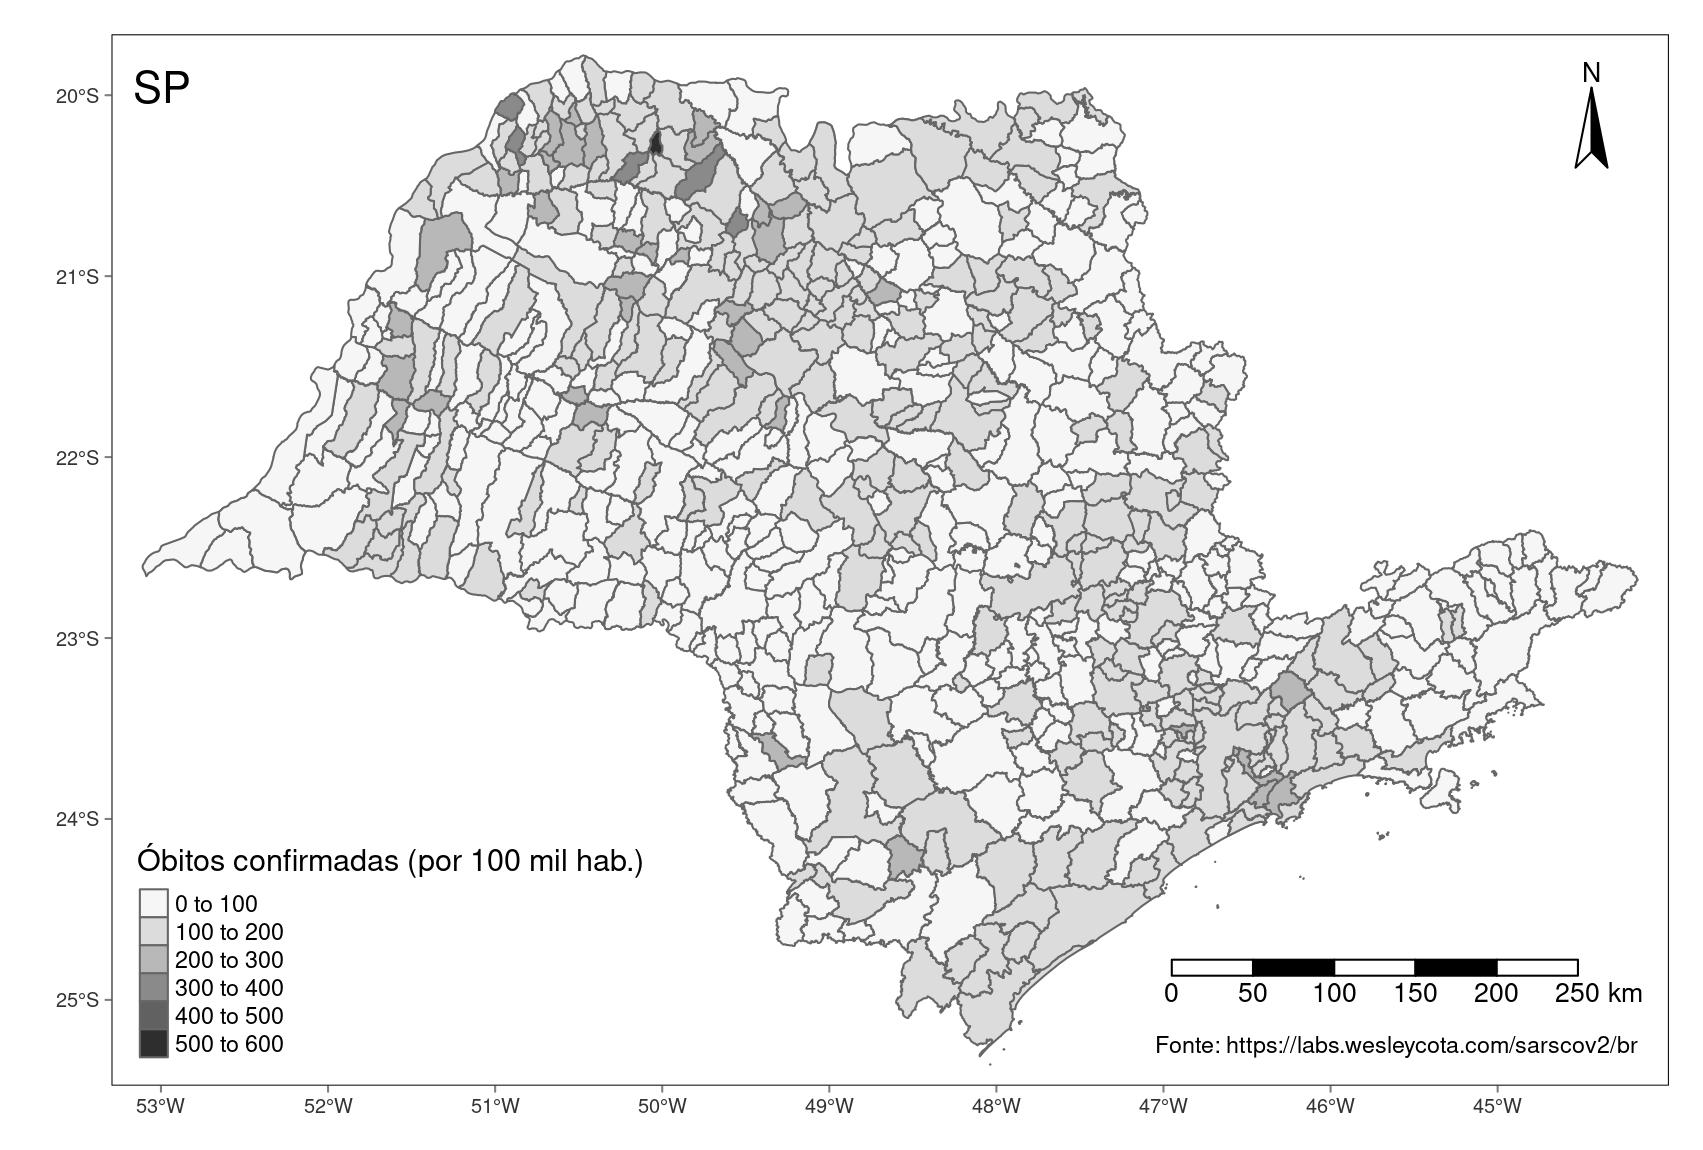 SP
N
20°S
21°S
22°S
23°S
24°S
25°S
Óbitos confirmadas (por 100 mil hab.)
0 to 100
100 to 200
200 to 300
300 to 400
400 to 500
500 to 600
0 50 100 150 200 250 km
Fonte: https://labs.wesleycota.com/sarscov2/br
53°W 52°W 51°W 50°W 49°W 48°W 47°W 46°W 45°W